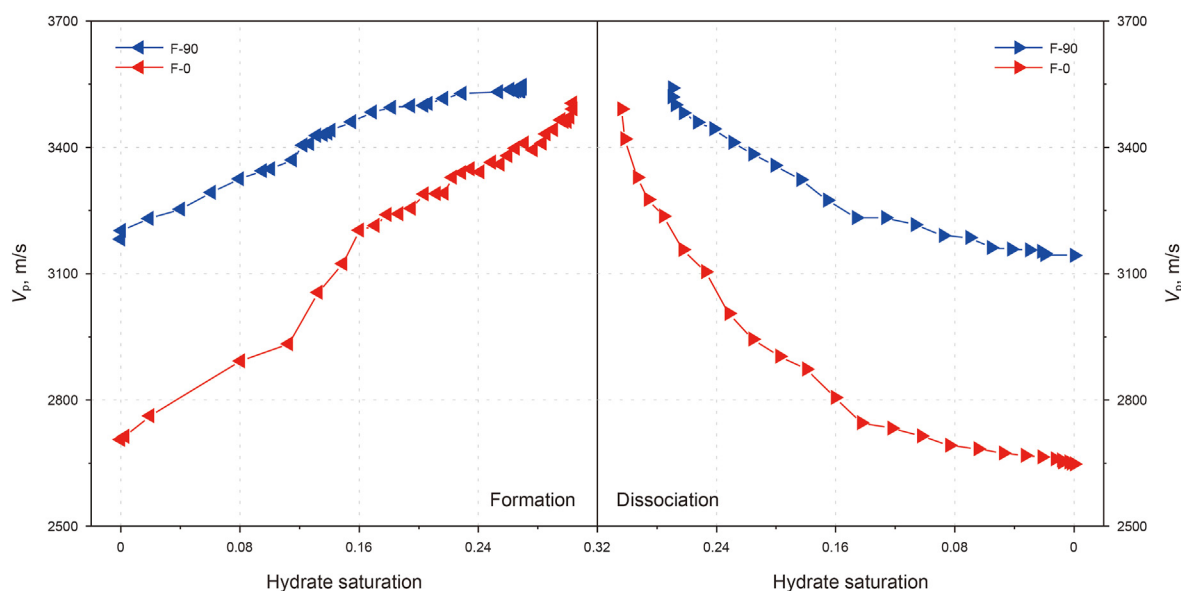 3700
3400
3100
2800
2500
Vp, m/s
F-90
F-0
Formation
0
0.08
0.16
0.24
0.32
Hydrate saturation
F-90
F-0
Dissociation
0.24
0.16
0.08
0
Hydrate saturation
3700
3400
3100
2800
2500
Vp, m/s